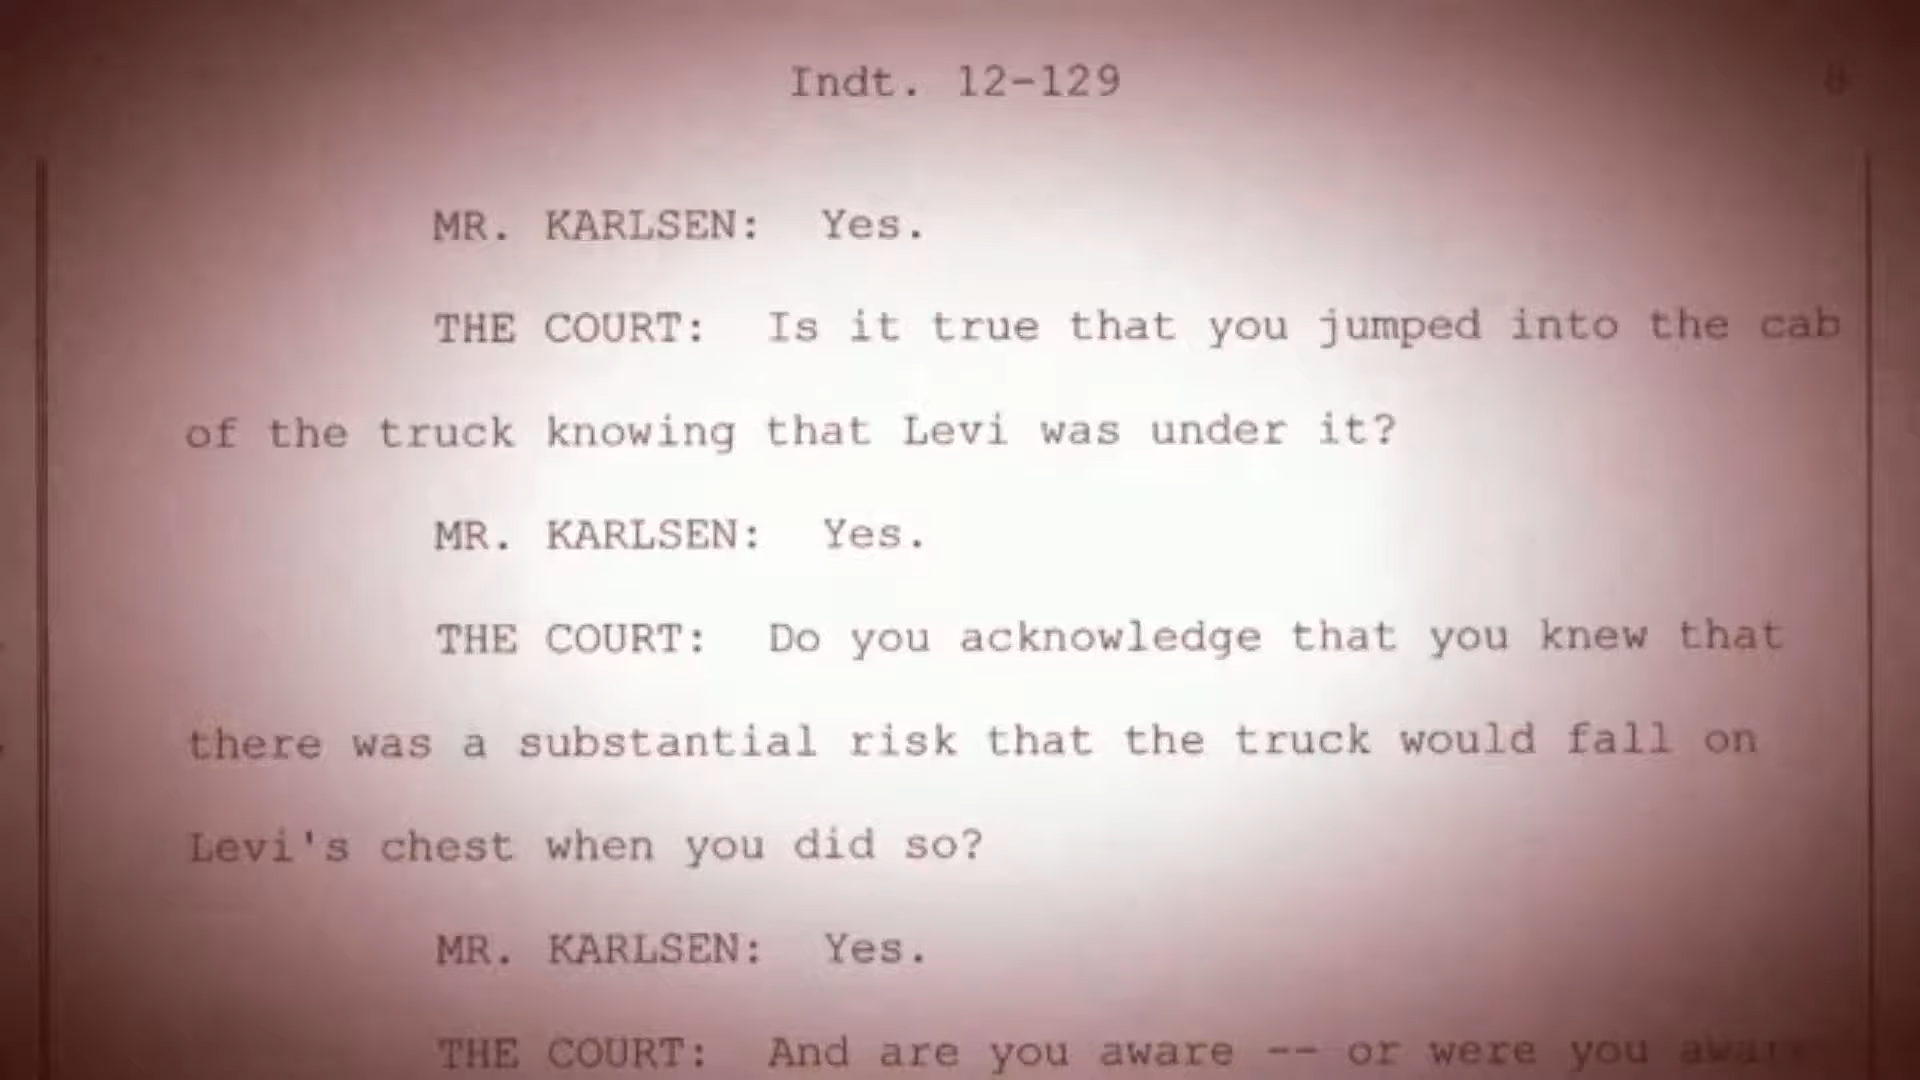 Indt. 12-129
8
MR. KARLSEN: Yes.
THE COURT: Is it true that you jumped into the cab
of the truck knowing that Levi was under it?
MR. KARLSEN: Yes.
THE COURT: Do you acknowledge that you knew that
there was a substantial risk that the truck would fall on
Levi's chest when you did so?
MR. KARLSEN: Yes.
THE COURT: And are you aware -- or were you aware